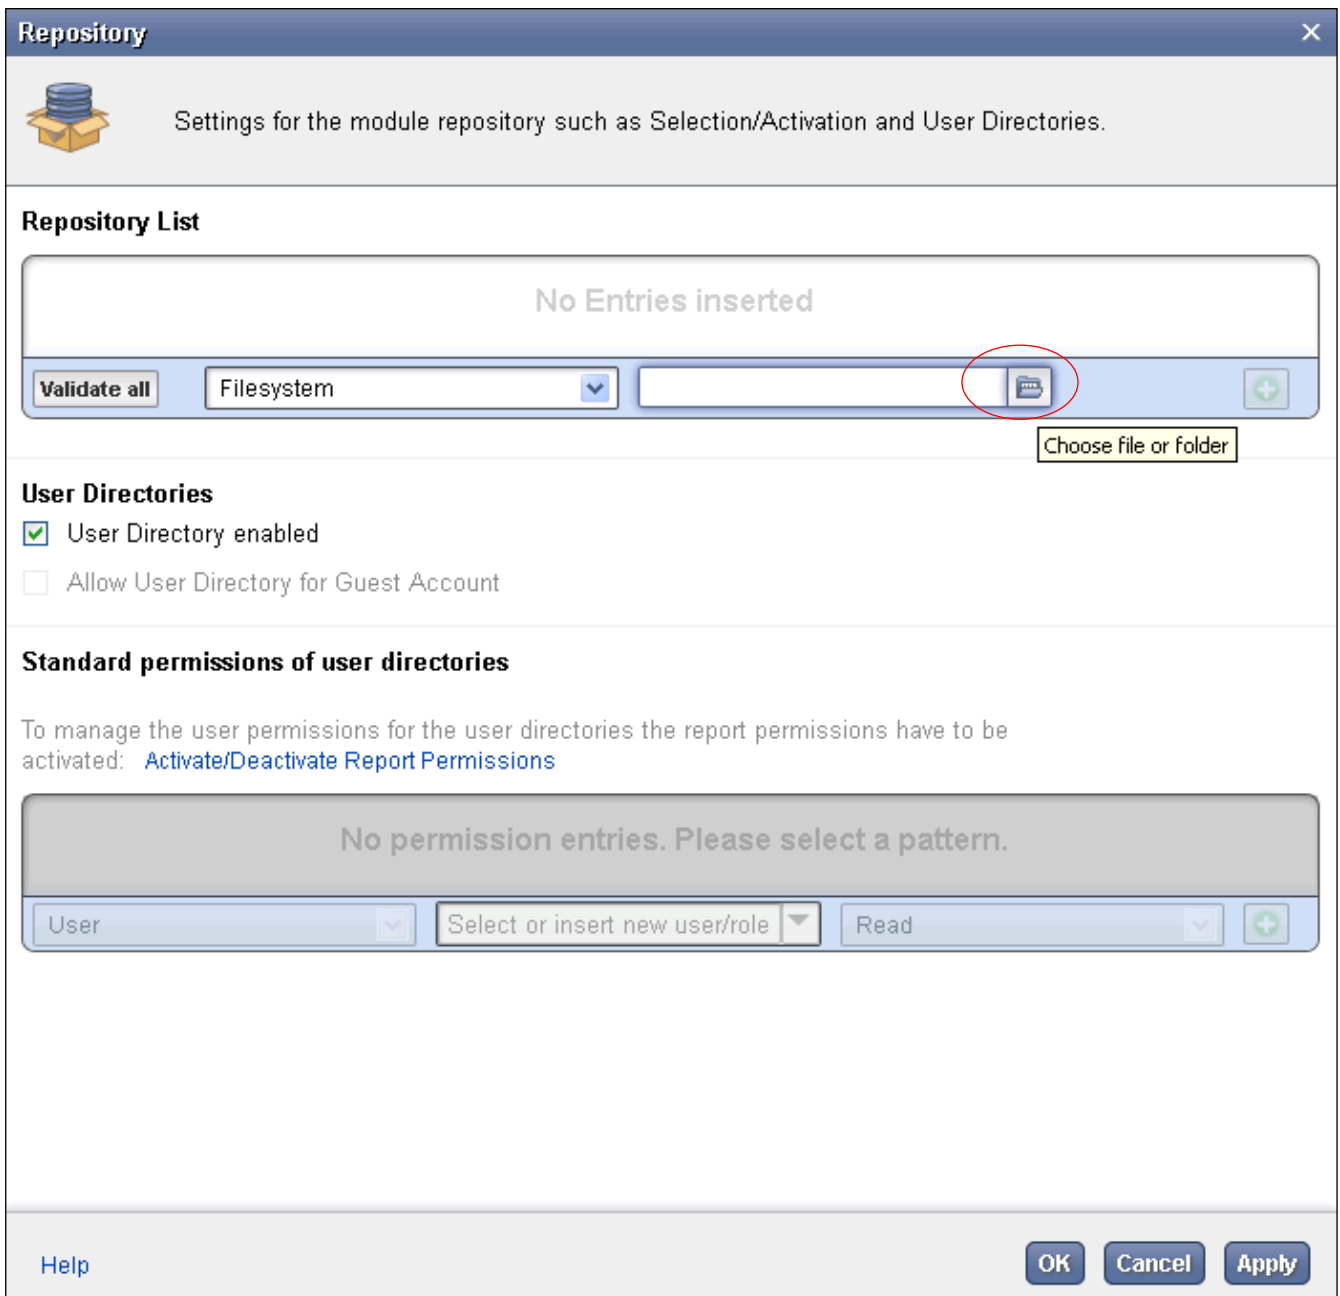 Repository
Settings for the module repository such as Selection/Activation and User Directories.
Repository List
No Entries inserted
Validate all
Filesystem
Choose file or folder
User Directories
User Directory enabled
Allow User Directory for Guest Account
Standard permissions of user directories
To manage the user permissions for the user directories the report permissions have to be
activated: Activate/Deactivate Report Permissions
No permission entries. Please select a pattern.
User
Select or insert new user/role
Read
Help
OK
Cancel
Apply